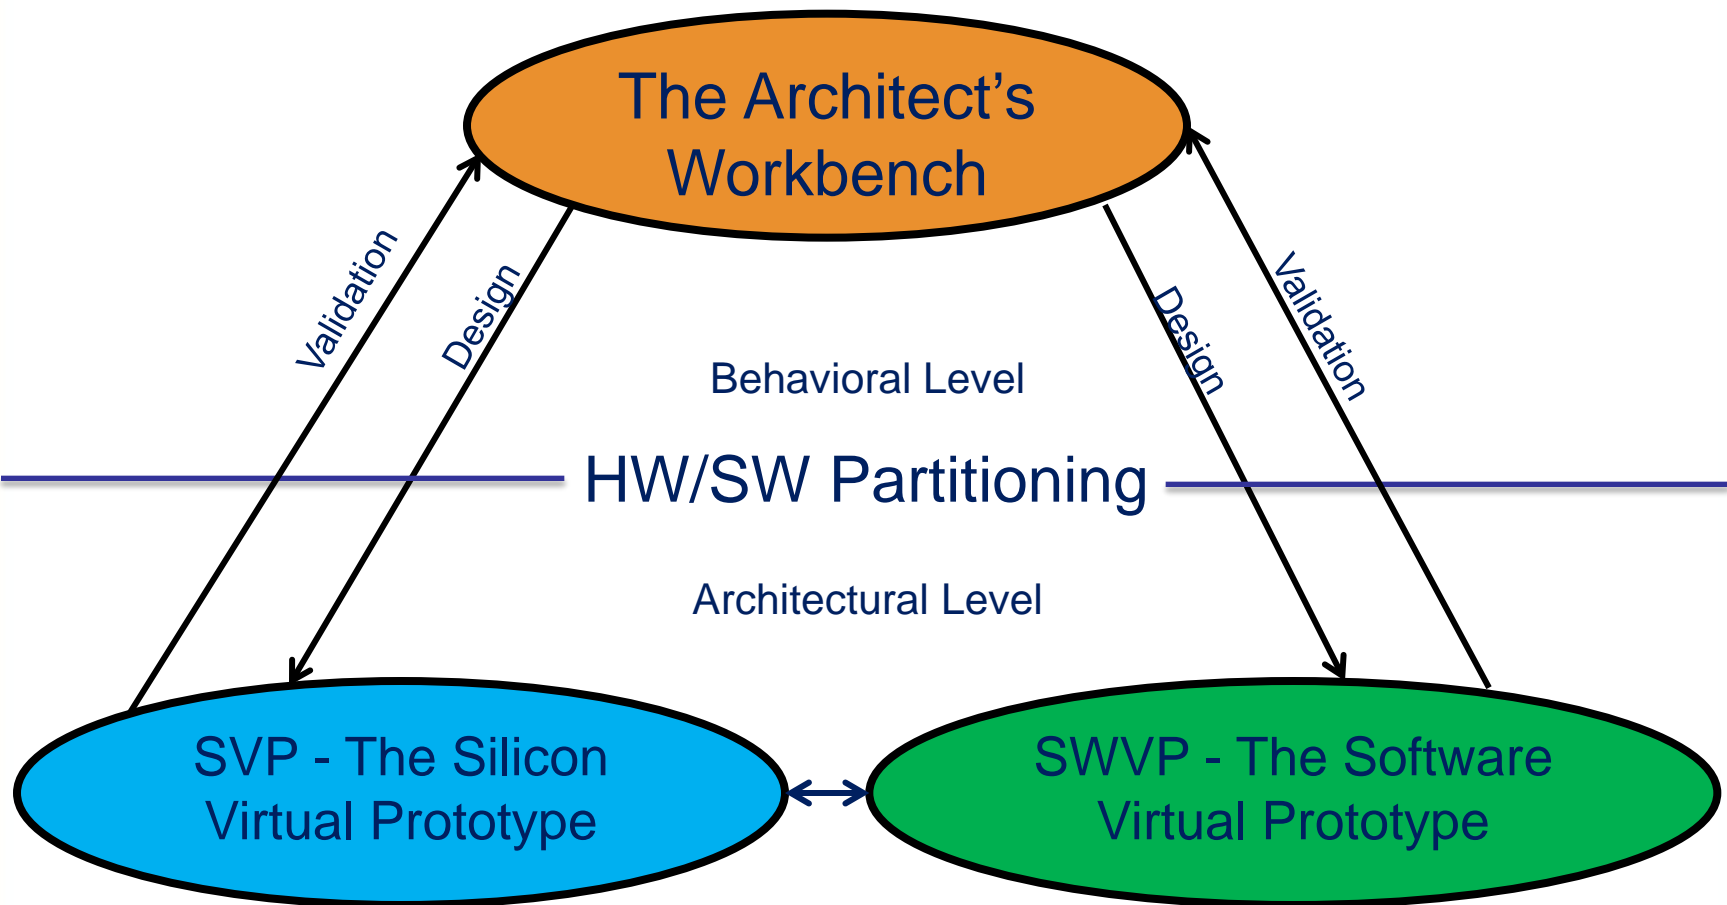 The Architect’s
Workbench
Validation
Design
Design
Validation
Behavioral Level
HW/SW Partitioning
Architectural Level
SVP - The Silicon
Virtual Prototype
SWVP - The Software
Virtual Prototype